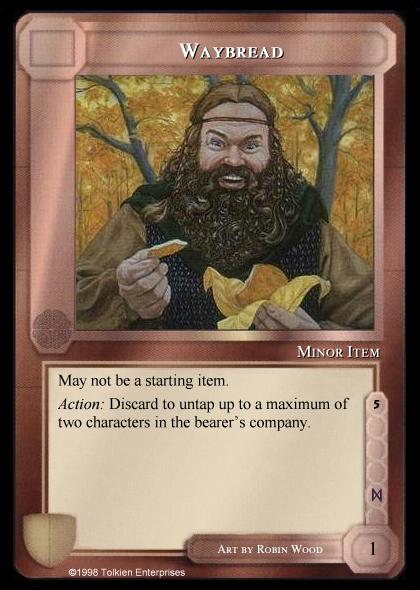 WAYBREAD
MINOR ITEM
May not be a starting item.
Action: Discard to untap up to a maximum of
two characters in the bearer's company.
5
ᛞ
ART BY ROBIN WOOD
1
©1998 Tolkien Enterprises